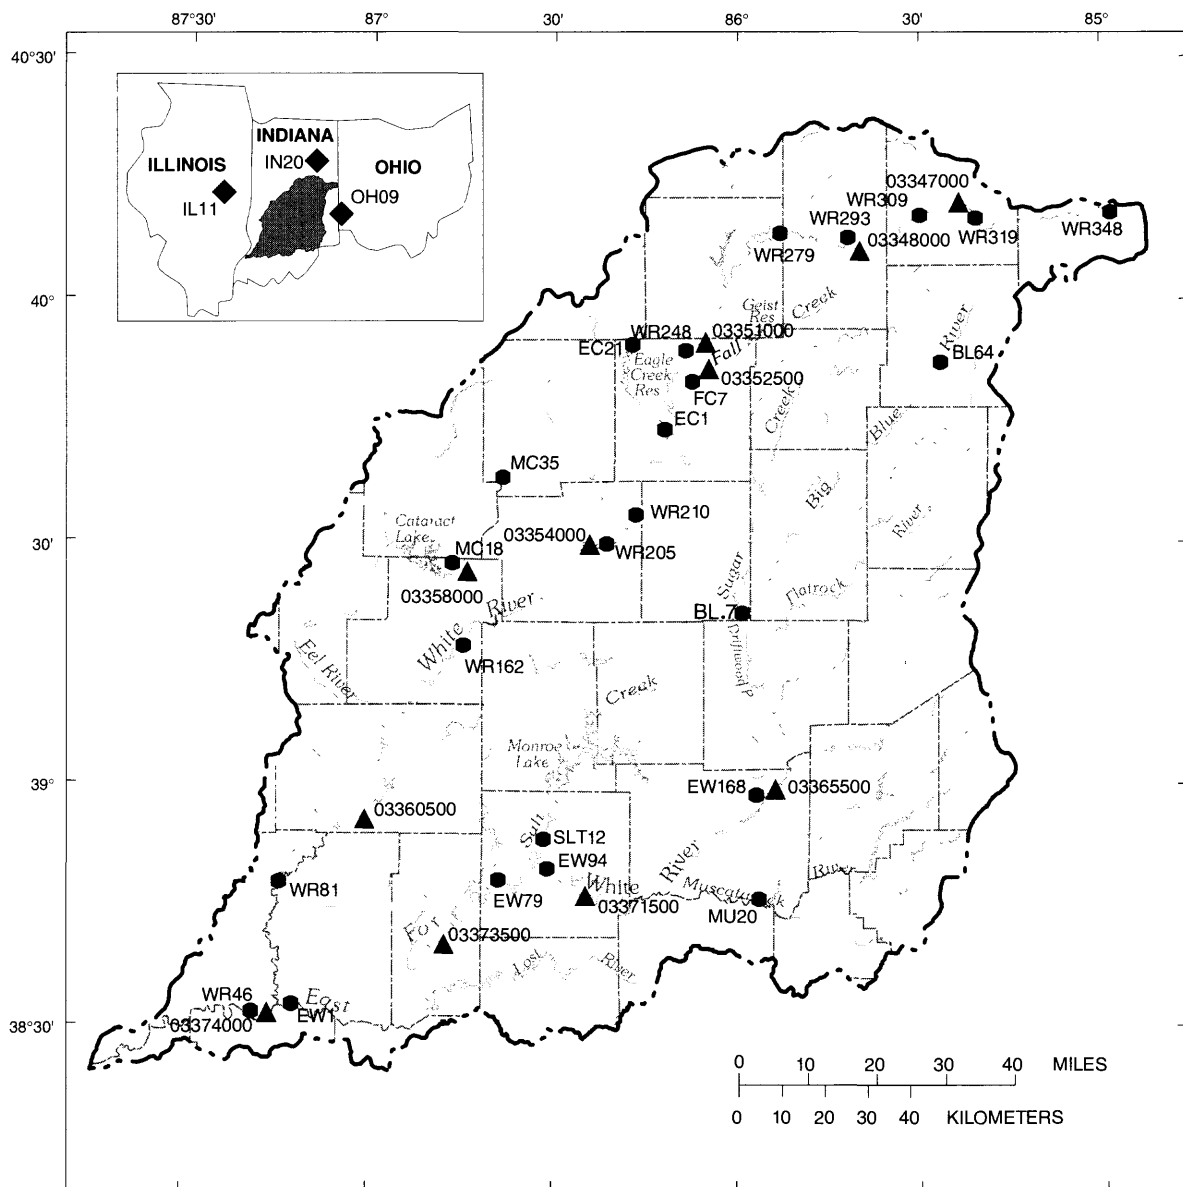 87°30'
87°
30'
86°
30'
85°
40°30'
ILLINOIS
INDIANA
OHIO
IN20
IL11
OH09
03347000
WR309
WR293
WR279
03348000
WR319
WR348
40°
Geist
Res
Creek
River
BL64
WR248
03351000
EC21
Fall
Eagle
Creek
Res
03352500
FC7
EC1
Creek
Blue
MC35
Big
River
WR210
Cataract
Lake
03354000
WR205
30'
MC18
03358000
Sugar
Flatrock
BL.7
White River
WR162
Driftwood R
Eel River
Creek
Monroe
Lake
39°
EW168
03365500
03360500
Salt
SLT12
EW94
River
River
WR81
EW79
White
03371500
Muscatatuck
MU20
For
03373500
Lost
River
WR46
East
EW1
03374000
38°30'
0 10 20 30 40 MILES
0 10 20 30 40 KILOMETERS